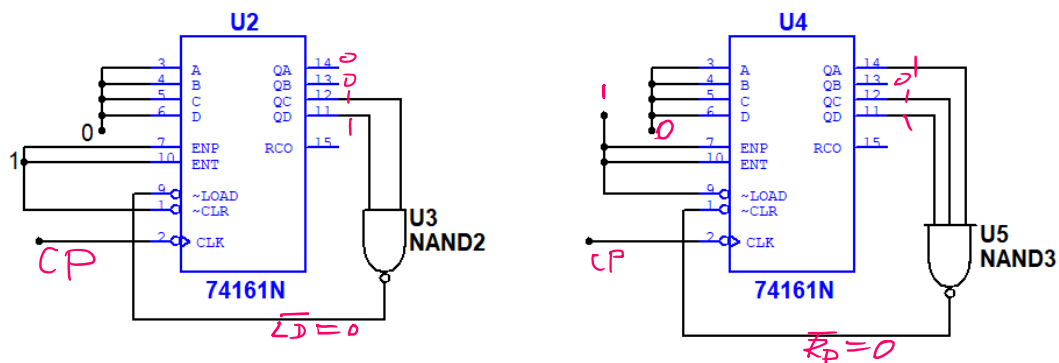 U2
3 A QA 14 0
4 B QB 13 0
5 C QC 12 1
6 D QD 11 1
0
7 ENP RCO 15
1
10 ENT
9 ~LOAD
1 ~CLR
2 CLK
CP
U3
NAND2
74161N
LD=0
U4
3 A QA 14 1
4 B QB 13 0
5 C QC 12 1
6 D QD 11 1
1
0
7 ENP RCO 15
10 ENT
9 ~LOAD
1 ~CLR
2 CLK
CP
U5
NAND3
74161N
R̅D̅=0